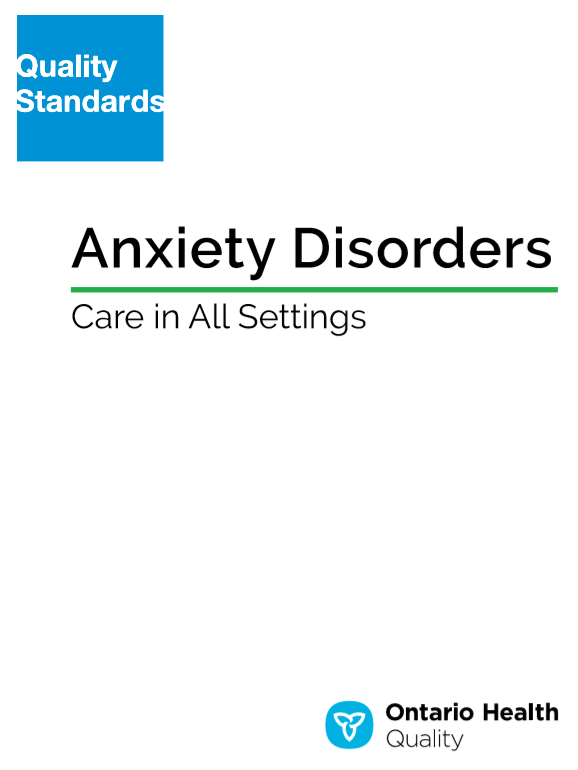 Quality
Standards
Anxiety Disorders
Care in All Settings
Ontario Health
Quality